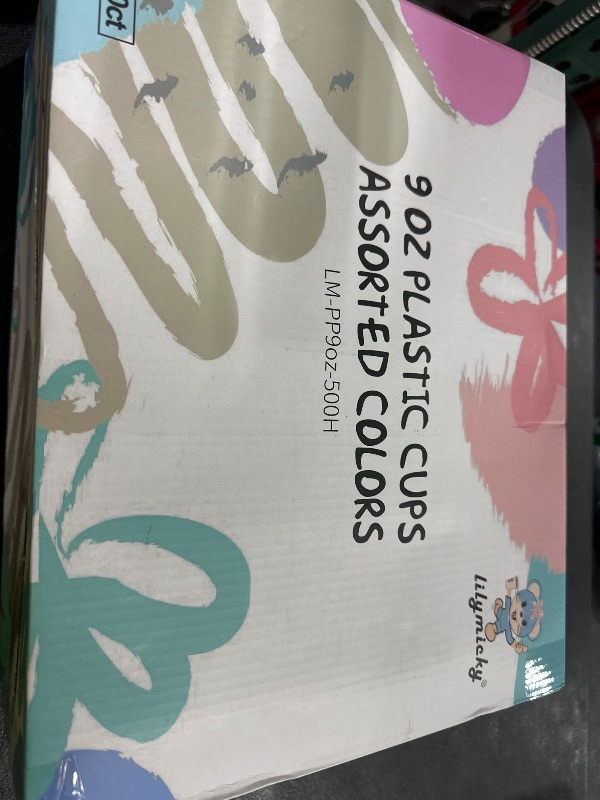 lilymicky®
9 OZ PLASTIC CUPS
ASSORTED COLORS
LM-PP9oz-500H